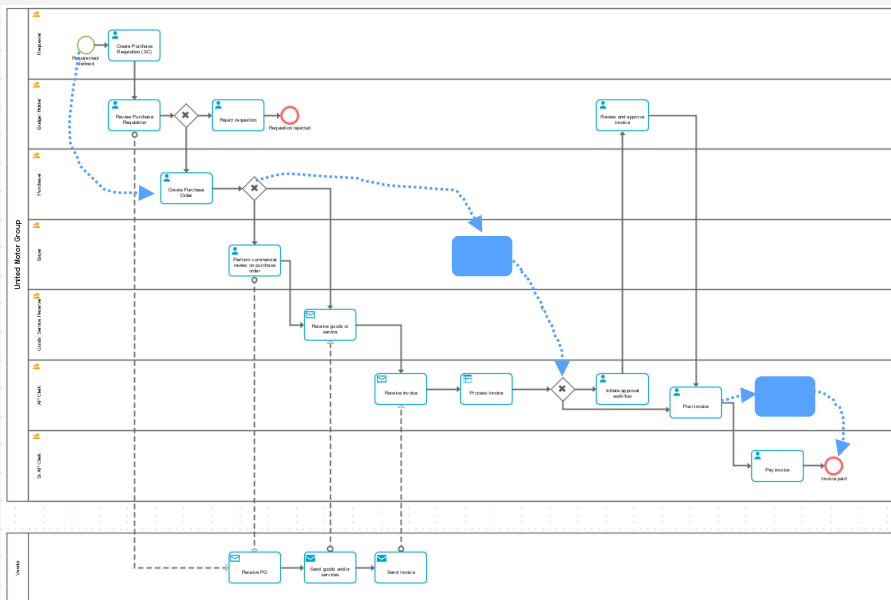 United Motor Group
Requester
Requirement
defined
Create Purchase
Requisition (SC)
Budget Holder
Review Purchase
Requisition
Reject requisition
Requisition rejected
Review and approve
invoice
Purchaser
Create Purchase
Order
Buyer
Perform commercial
review on purchase
order
Goods Service Receiver
Receive goods or
service
AP Clerk
Receive invoice
Process invoice
Initiate approval
workflow
Post invoice
Sr AP Clerk
Pay invoice
Invoice paid
Vendor
Receive PO
Send goods and/or
services
Send invoice